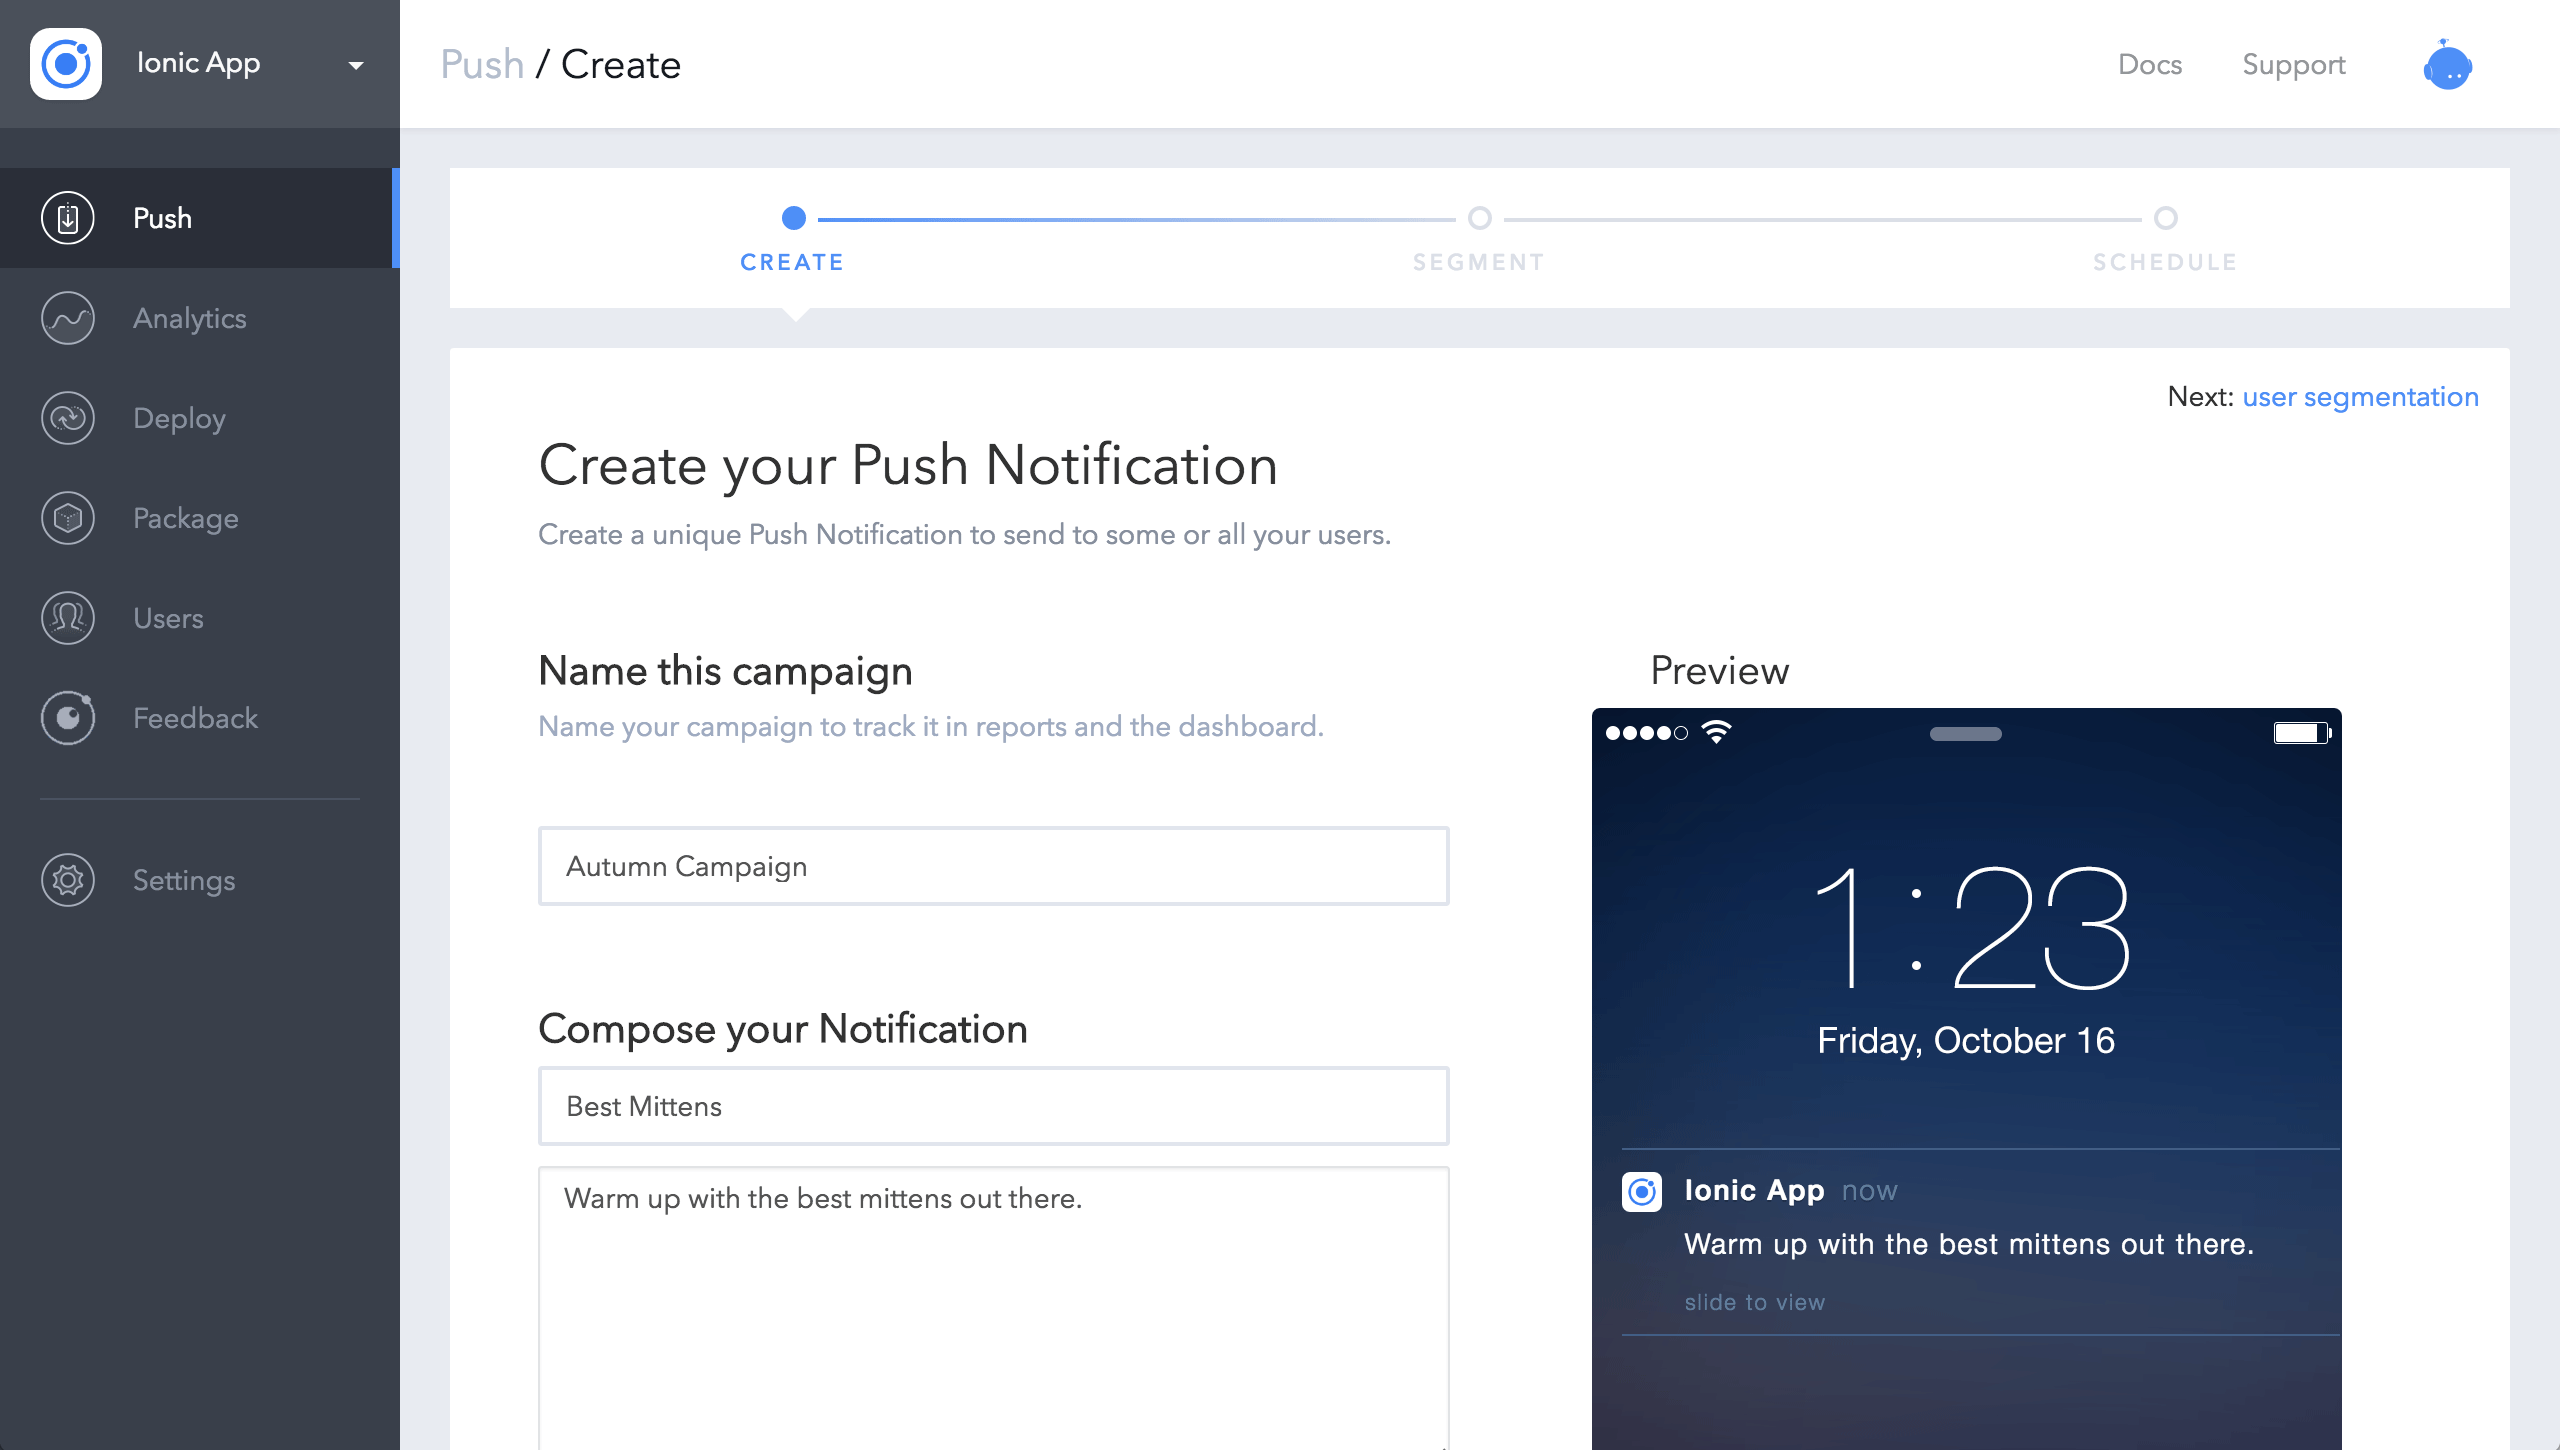 Ionic App
Push / Create
Docs
Support
Push
Analytics
Deploy
Package
Users
Feedback
Settings
CREATE
SEGMENT
SCHEDULE
Next: user segmentation
Create your Push Notification
Create a unique Push Notification to send to some or all your users.
Name this campaign
Name your campaign to track it in reports and the dashboard.
Autumn Campaign
Compose your Notification
Best Mittens
Warm up with the best mittens out there.
Preview
1:23
Friday, October 16
Ionic App now
Warm up with the best mittens out there.
slide to view